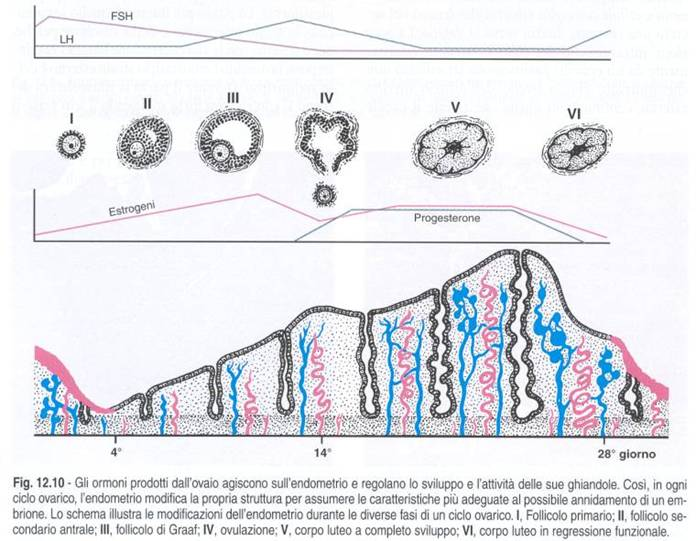 FSH
LH
I
II
III
IV
V
VI
Estrogeni
Progesterone
4°
14°
28° giorno
Fig. 12.10 - Gli ormoni prodotti dall'ovaio agiscono sull'endometrio e regolano lo sviluppo e l'attività delle sue ghiandole. Così, in ogni
ciclo ovarico, l'endometrio modifica la propria struttura per assumere le caratteristiche più adeguate al possibile annidamento di un em-
brione. Lo schema illustra le modificazioni dell'endometrio durante le diverse fasi di un ciclo ovarico. I, Follicolo primario; II, follicolo se-
condario antrale; III, follicolo di Graaf; IV, ovulazione; V, corpo luteo a completo sviluppo; VI, corpo luteo in regressione funzionale.